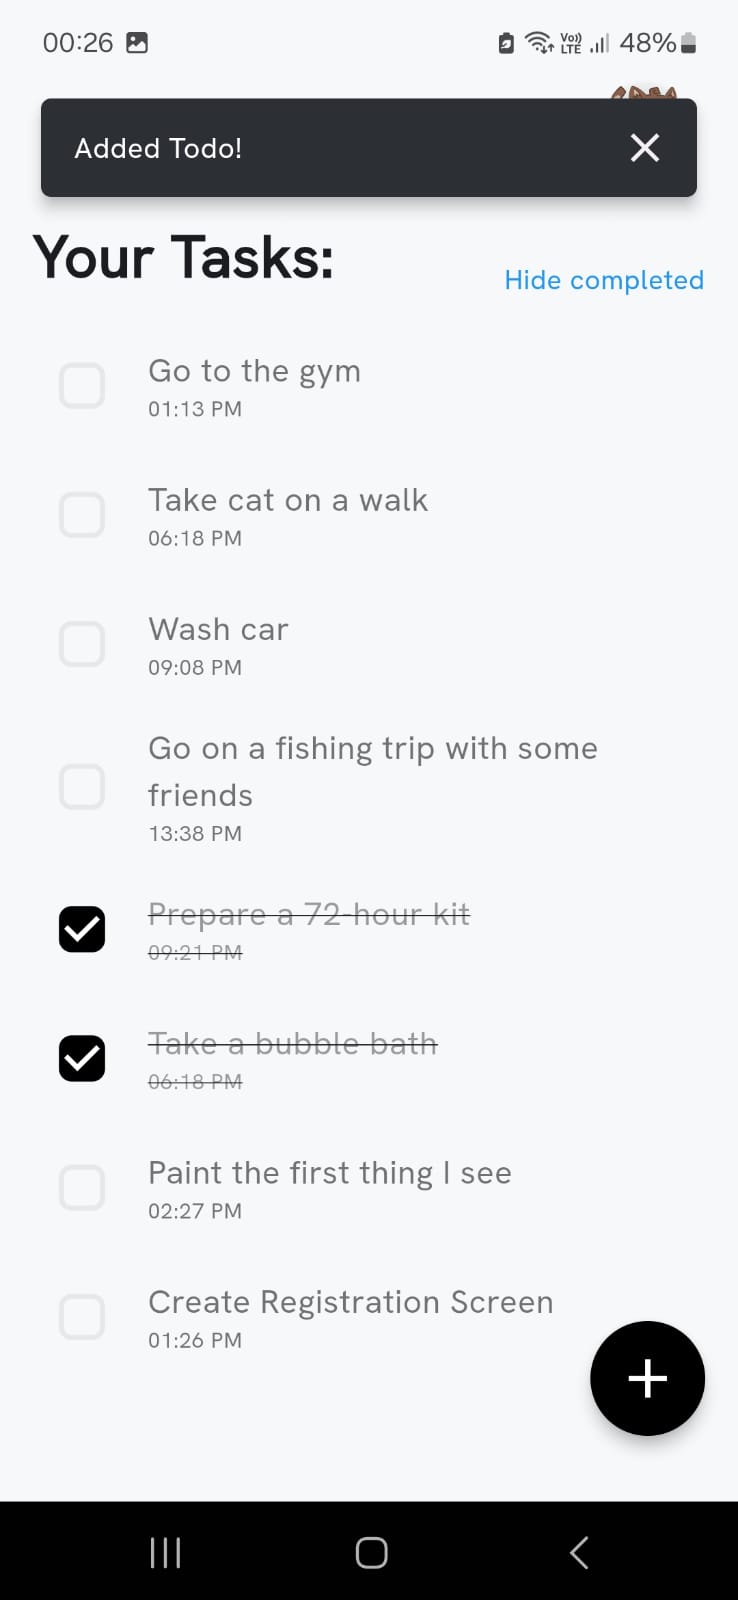 00:26
Vo))
LTE
48%
Added Todo!
Your Tasks:
Hide completed
Go to the gym
01:13 PM
Take cat on a walk
06:18 PM
Wash car
09:08 PM
Go on a fishing trip with some
friends
13:38 PM
Prepare a 72-hour kit
09:21 PM
Take a bubble bath
06:18 PM
Paint the first thing I see
02:27 PM
Create Registration Screen
01:26 PM